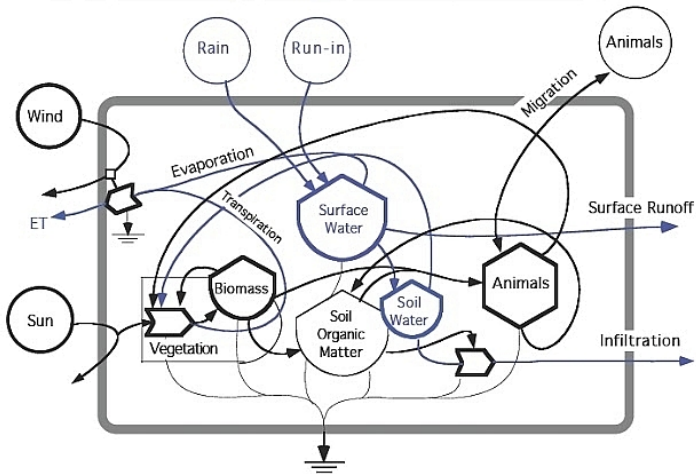 Rain
Run-in
Animals
Wind
Migration
Evaporation
Transpiration
ET
Surface
Water
Surface Runoff
Biomass
Animals
Soil
Water
Soil
Organic
Matter
Sun
Vegetation
Infiltration